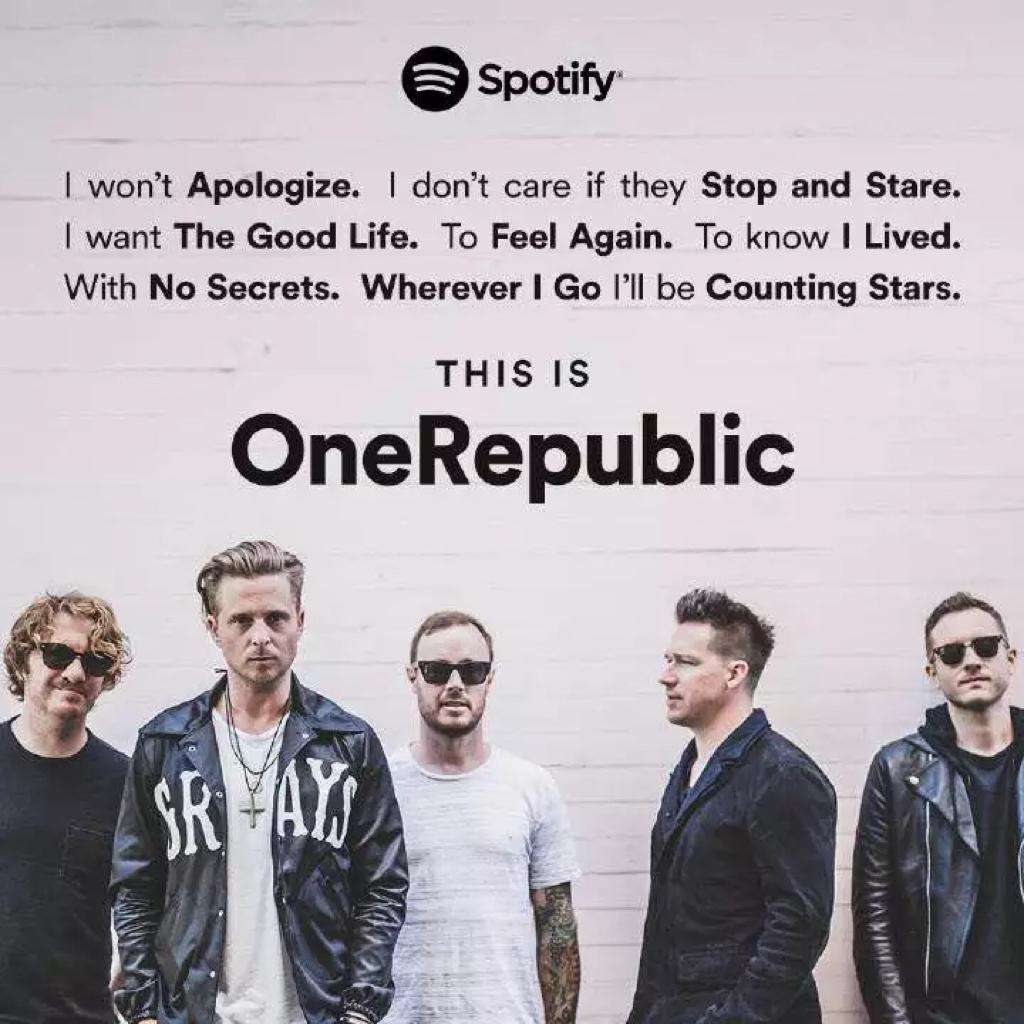 Spotify®
I won't Apologize. I don't care if they Stop and Stare.
I want The Good Life. To Feel Again. To know I Lived.
With No Secrets. Wherever I Go I'll be Counting Stars.
THIS IS
OneRepublic